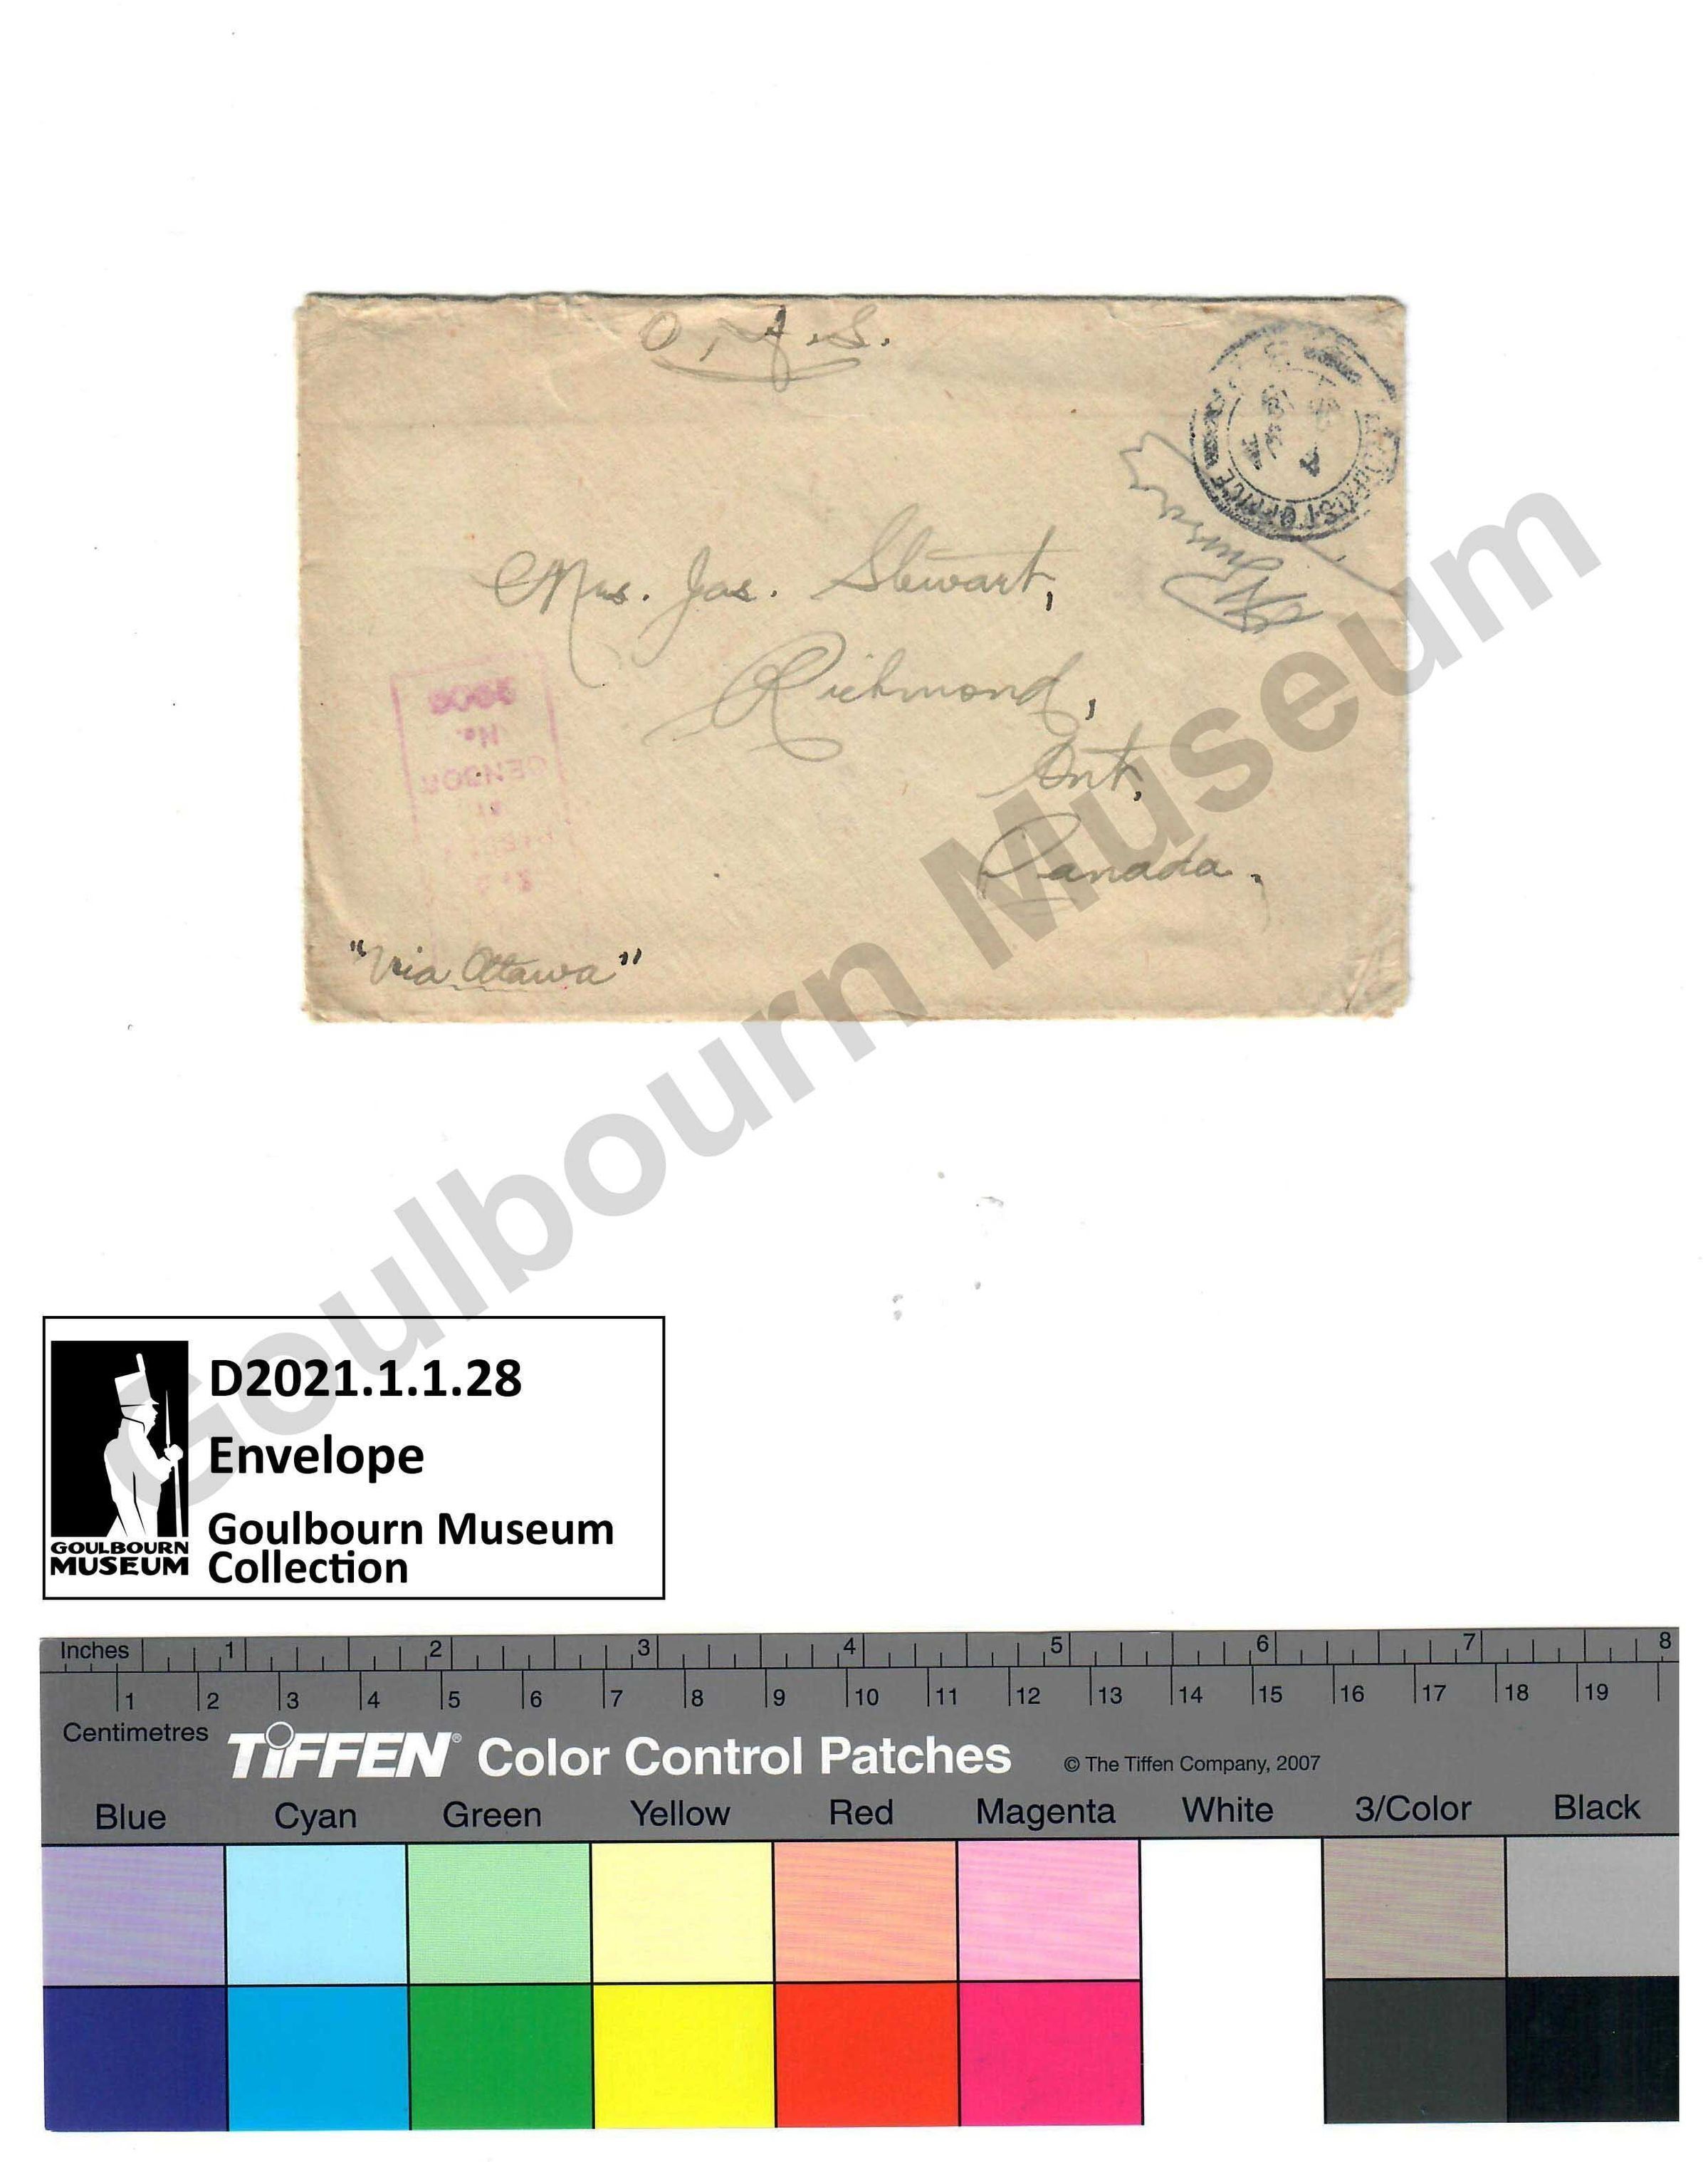 Mrs. Jas. Stewart,
Richmond,
Ont,
Canada.
"Via Ottawa"
POST OFFICE
CENSOR
No.
Goulbourn Museum
D2021.1.1.28
Envelope
Goulbourn Museum
Collection
GOULBOURN
MUSEUM
Inches 1 2 3 4 5 6 7 8
1 2 3 4 5 6 7 8 9 10 11 12 13 14 15 16 17 18 19
Centimetres
TIFFEN® Color Control Patches © The Tiffen Company, 2007
Blue Cyan Green Yellow Red Magenta White 3/Color Black